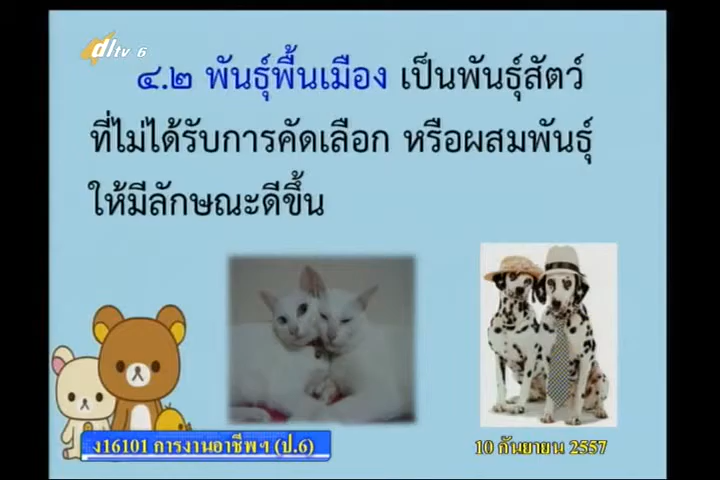 dltv 6
๔.๒ พันธุ์พื้นเมือง เป็นพันธุ์สัตว์
ที่ไม่ได้รับการคัดเลือก หรือผสมพันธุ์
ให้มีลักษณะดีขึ้น
ง16101 การงานอาชีพฯ (ป.6)
10 กันยายน 2557